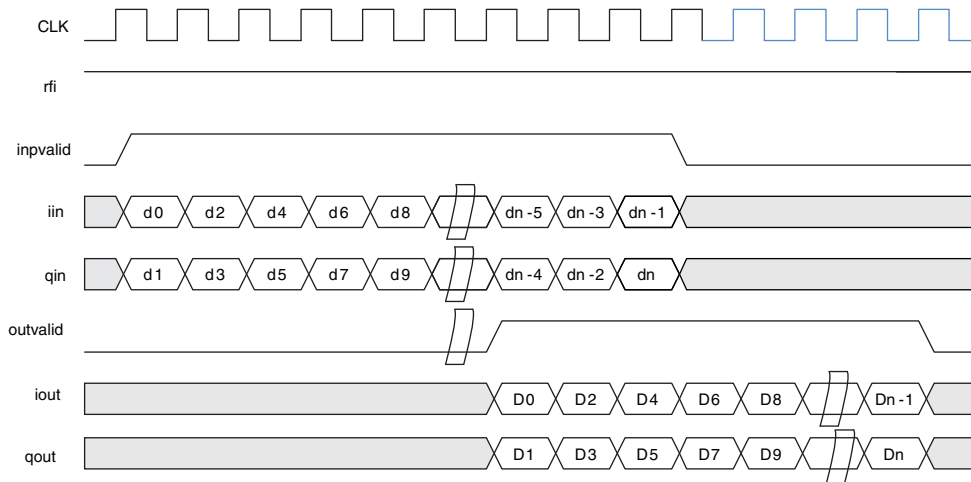 CLK
rfi
inpvalid
iin d0 d2 d4 d6 d8 dn -5 dn -3 dn -1
qin d1 d3 d5 d7 d9 dn -4 dn -2 dn
outvalid
iout D0 D2 D4 D6 D8 Dn -1
qout D1 D3 D5 D7 D9 Dn